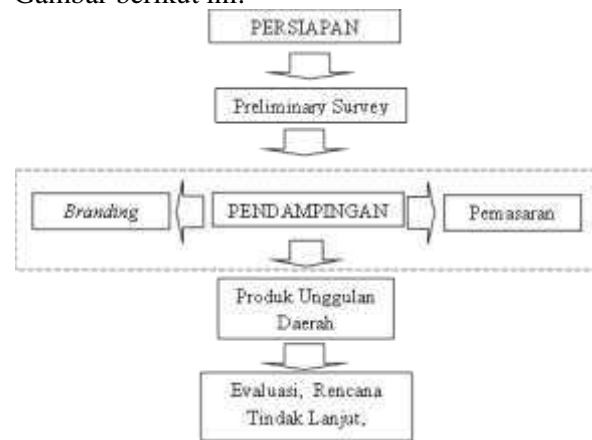 Gambar berikut ini:
PERSIAPAN
Preliminary Survey
Branding
PENDAMPINGAN
Pemasaran
Produk Unggulan
Daerah
Evaluasi, Rencana
Tindak Lanjut,